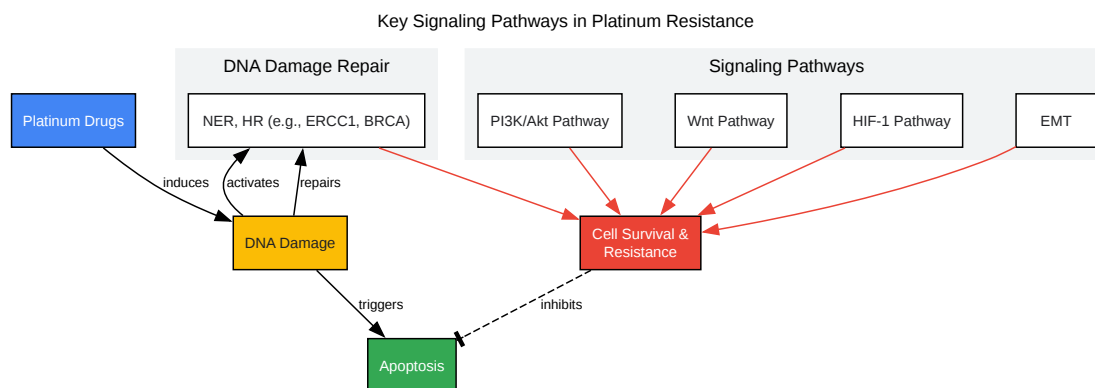 Key Signaling Pathways in Platinum Resistance
DNA Damage Repair
Signaling Pathways
Platinum Drugs
NER, HR (e.g., ERCC1, BRCA)
PI3K/Akt Pathway
Wnt Pathway
HIF-1 Pathway
EMT
induces
activates
repairs
DNA Damage
Cell Survival &
Resistance
triggers
inhibits
Apoptosis